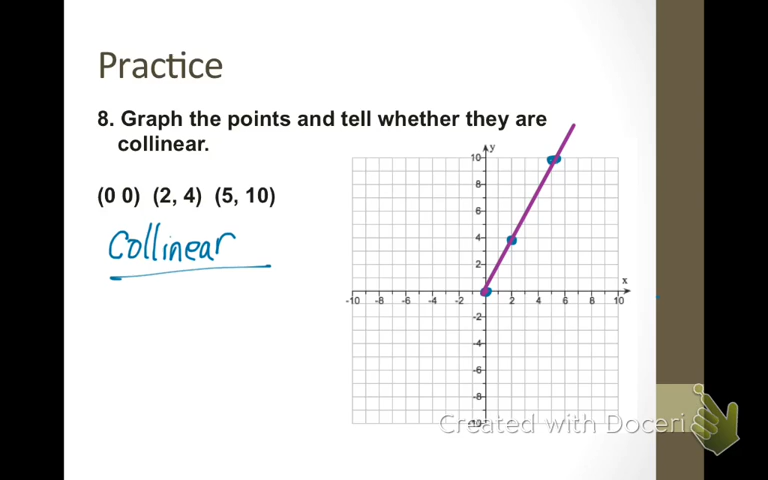 Practice
8. Graph the points and tell whether they are
collinear.
(0 0) (2, 4) (5, 10)
Collinear
y
10
8
6
4
2
x
-10 -8 -6 -4 -2 2 4 6 8 10
-2
-4
-6
-8
-10
Created with Doceri